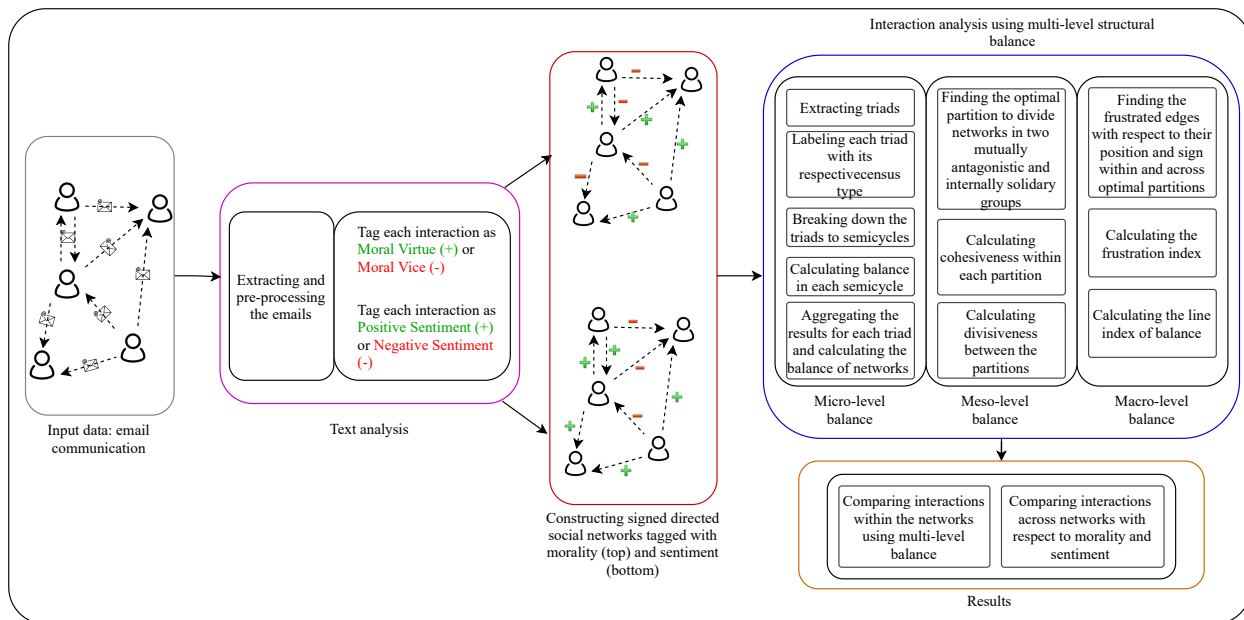 Input data: email
communication
Extracting and
pre-processing
the emails
Tag each interaction as
Moral Virtue (+) or
Moral Vice (-)
Tag each interaction as
Positive Sentiment (+)
or Negative Sentiment
(-)
Text analysis
Constructing signed directed
social networks tagged with
morality (top) and sentiment
(bottom)
Interaction analysis using multi-level structural
balance
Extracting triads
Labeling each triad
with its
respectivecensus
type
Breaking down the
triads to semicycles
Calculating balance
in each semicycle
Aggregating the
results for each triad
and calculating the
balance of networks
Micro-level
balance
Finding the optimal
partition to divide
networks in two
mutually
antagonistic and
internally solidary
groups
Calculating
cohesiveness within
each partition
Calculating
divisiveness between
the partitions
Meso-level
balance
Finding the
frustrated edges
with respect to their
position and sign
within and across
optimal partitions
Calculating the
frustration index
Calculating the line
index of balance
Macro-level
balance
Comparing interactions
within the networks
using multi-level
balance
Comparing interactions
across networks with
respect to morality and
sentiment
Results